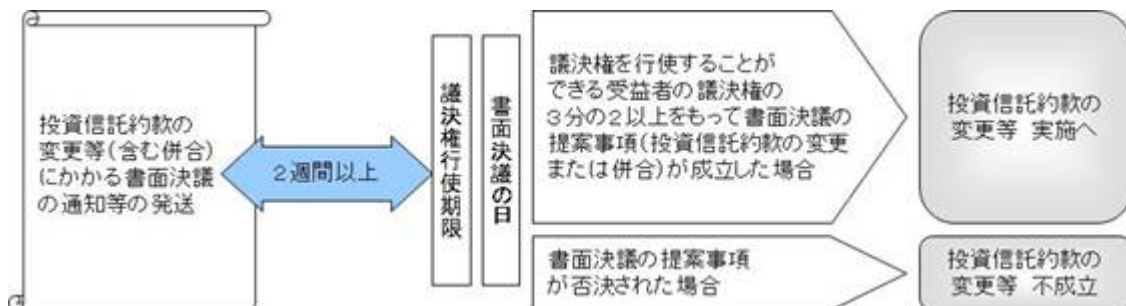 投資信託約款の
変更等(含む併合)
にかかる書面決議
の通知等の発送
2週間以上
議決権行使期限
書面決議の日
議決権を行使することが
できる受益者の議決権の
3分の2以上をもって書面決議の
提案事項(投資信託約款の変更
または併合)が成立した場合
投資信託約款の
変更等 実施へ
書面決議の提案事項
が否決された場合
投資信託約款の
変更等 不成立